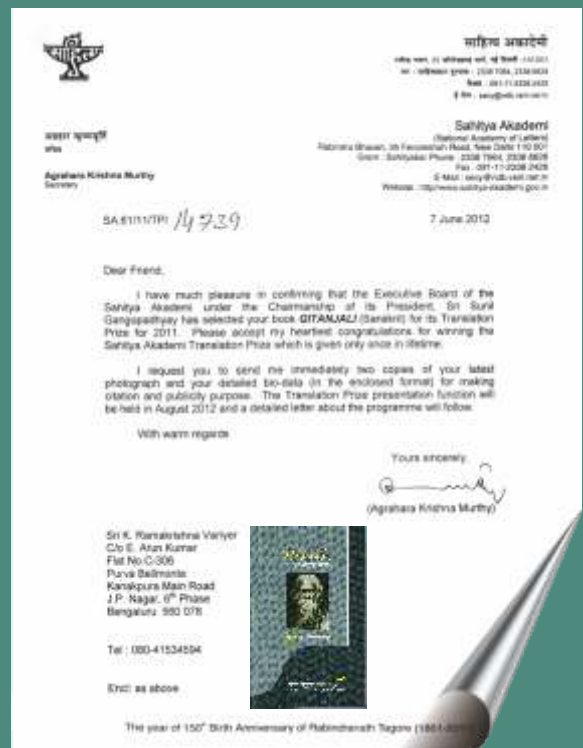 साहित्य अकादेमी
Sahitya Akademi
(National Academy of Letters)
Rabindra Bhavan, 35 Ferozeshah Road, New Delhi 110 001
अग्रहार कृष्णमूर्ति
सचिव
Agrahara Krishna Murthy
Secretary
SA.61/11/TP/ 14739
7 June 2012
Dear Friend,
I have much pleasure in confirming that the Executive Board of the
Sahitya Akademi under the Chairmanship of its President, Sri Sunil
Gangopadhyay has selected your book GITANJALI (Sanskrit) for its Translation
Prize for 2011. Please accept my heartiest congratulations for winning the
Sahitya Akademi Translation Prize which is given only once in lifetime.
I request you to send me immediately two copies of your latest
photograph and your detailed bio-data (in the enclosed format) for making
citation and publicity purpose. The Translation Prize presentation function will
be held in August 2012 and a detailed letter about the programme will follow.
With warm regards
Yours sincerely,
(Agrahara Krishna Murthy)
Sri K. Ramakrishna Variyer
C/o E. Arun Kumar
Flat No.C-306
Purva Bellmonte
Kanakpura Main Road
J.P. Nagar, 6th Phase
Bengaluru 560 078
Tel : 080-41534594
Encl: as above
The year of 150th Birth Anniversary of Rabindranath Tagore